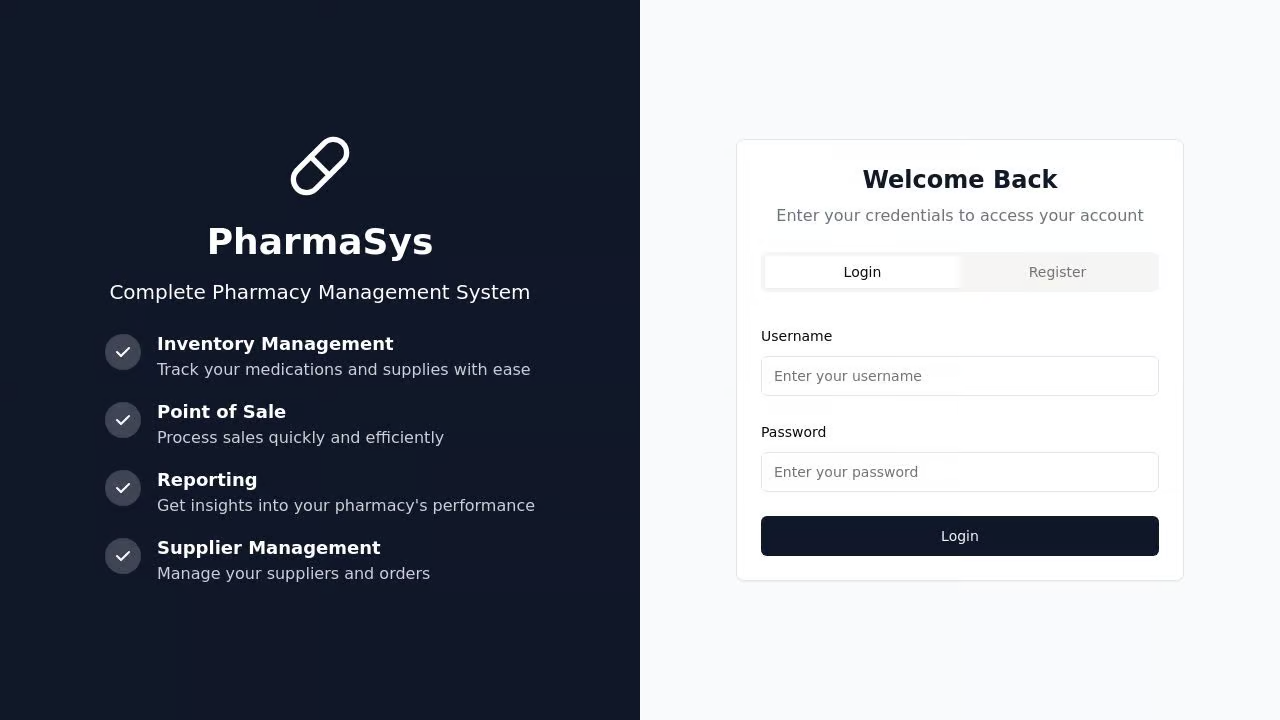 PharmaSys
Complete Pharmacy Management System
Inventory Management
Track your medications and supplies with ease
Point of Sale
Process sales quickly and efficiently
Reporting
Get insights into your pharmacy's performance
Supplier Management
Manage your suppliers and orders
Welcome Back
Enter your credentials to access your account
Login
Register
Username
Enter your username
Password
Enter your password
Login